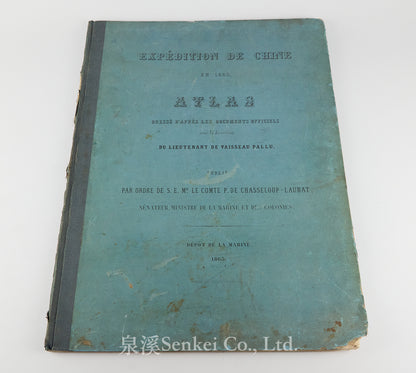 EXPÉDITION DE CHINE
EN 1860,
ATLAS
DRESSÉ D'APRÈS LES DOCUMENTS OFFICIELS
DU LIEUTENANT DE VAISSEAU PALLU.
PUBLIÉ
PAR ORDRE DE S. E. Mr LE COMTE P. DE CHASSELOUP-LAUBAT
SÉNATEUR, MINISTRE DE LA MARINE ET DES COLONIES
DÉPÔT DE LA MARINE
1863
泉溪Senkei Co., Ltd.